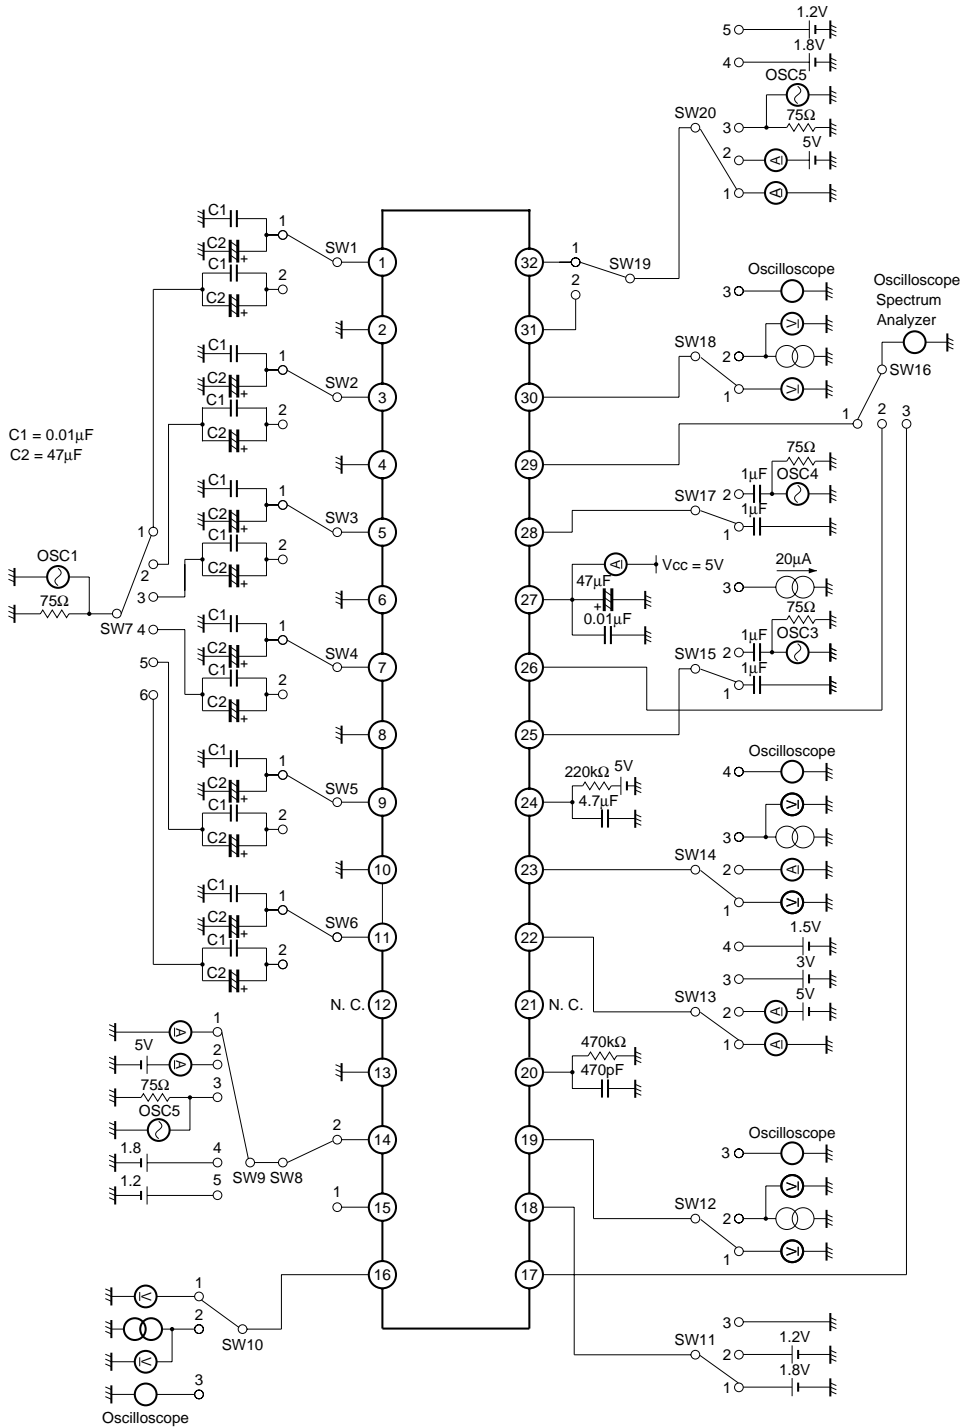 1.2V
5
1.8V
4
OSC5
SW20
75Ω
3
5V
2
A
1
A
C1
1
C2
SW1
C1
2
C2
+
1
2
32
1
SW19
2
31
Oscilloscope
3
V
SW18
2
1
V
30
Oscilloscope
Spectrum
Analyzer
SW16
1
2
3
29
C1
1
C2
SW2
C1
2
C2
+
3
4
C1 = 0.01µF
C2 = 47µF
C1
1
C2
SW3
C1
2
C2
+
5
6
75Ω
1µF
OSC4
SW17
2
1µF
1
28
OSC1
75Ω
SW7
1
2
3
4
5
6
A
Vcc = 5V
47µF
+
0.01µF
27
20µA
3
75Ω
1µF
OSC3
SW15
2
1µF
1
26
25
C1
1
C2
SW4
C1
2
C2
+
7
8
C1
1
C2
SW5
C1
2
C2
+
9
10
220kΩ
5V
4.7µF
24
Oscilloscope
4
V
3
SW14
2
A
1
V
23
C1
1
C2
SW6
C1
2
C2
+
11
N. C.
12
13
22
1.5V
4
3V
3
SW13
5V
2
A
1
A
21
N. C.
470kΩ
470pF
20
A
1
5V
A
2
75Ω
3
OSC5
1.8
4
1.2
5
SW9
SW8
2
14
1
15
16
19
Oscilloscope
3
V
SW12
2
1
V
18
17
V
1
2
V
3
SW10
Oscilloscope
3
SW11
1.2V
2
1.8V
1